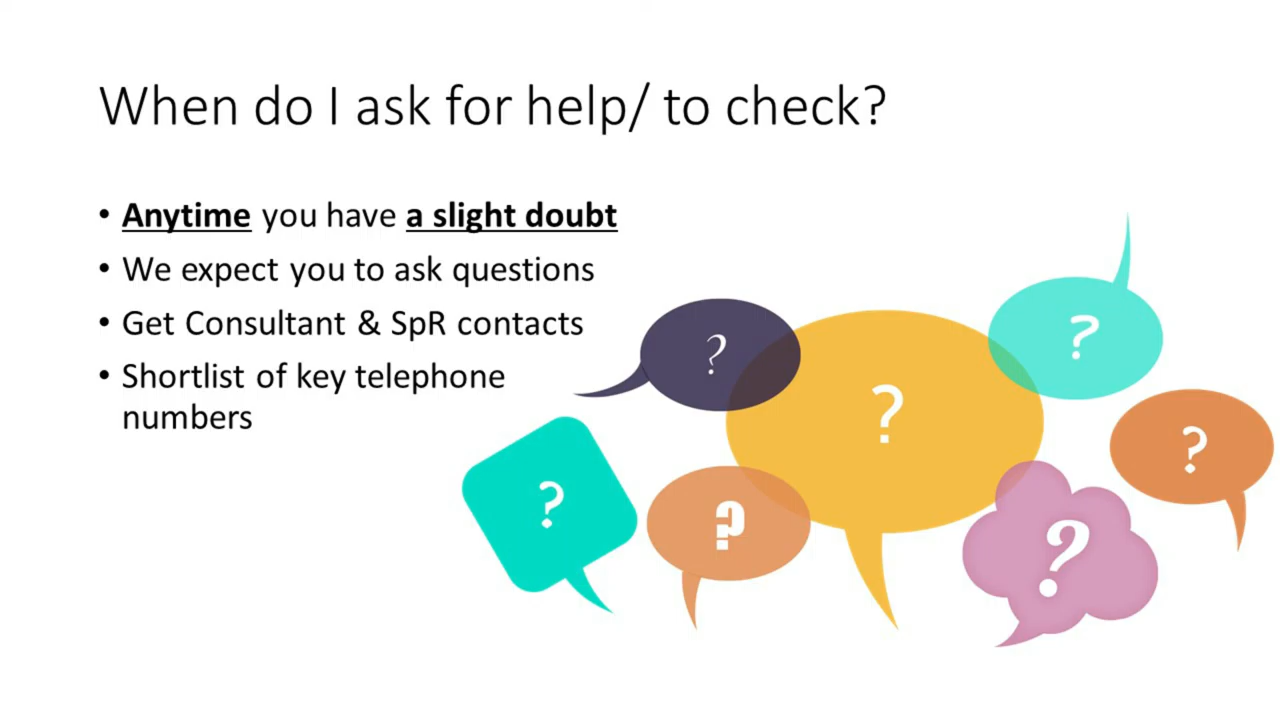 When do I ask for help/ to check?
• Anytime you have a slight doubt
• We expect you to ask questions
• Get Consultant & SpR contacts
• Shortlist of key telephone
numbers
?
?
?
?
?
?
?